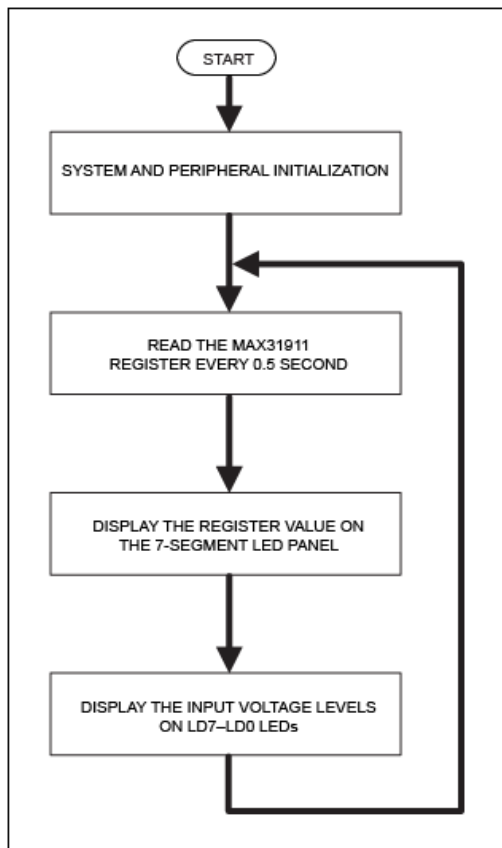 START
SYSTEM AND PERIPHERAL INITIALIZATION
READ THE MAX31911
REGISTER EVERY 0.5 SECOND
DISPLAY THE REGISTER VALUE ON
THE 7-SEGMENT LED PANEL
DISPLAY THE INPUT VOLTAGE LEVELS
ON LD7–LD0 LEDs